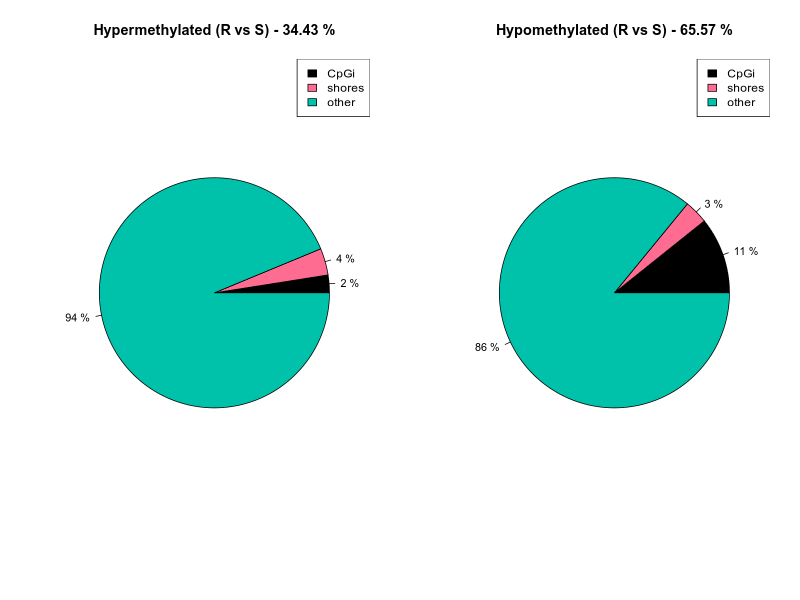 Hypermethylated (R vs S) - 34.43 %
CpGi
shores
other
4 %
2 %
94 %
Hypomethylated (R vs S) - 65.57 %
CpGi
shores
other
3 %
11 %
86 %